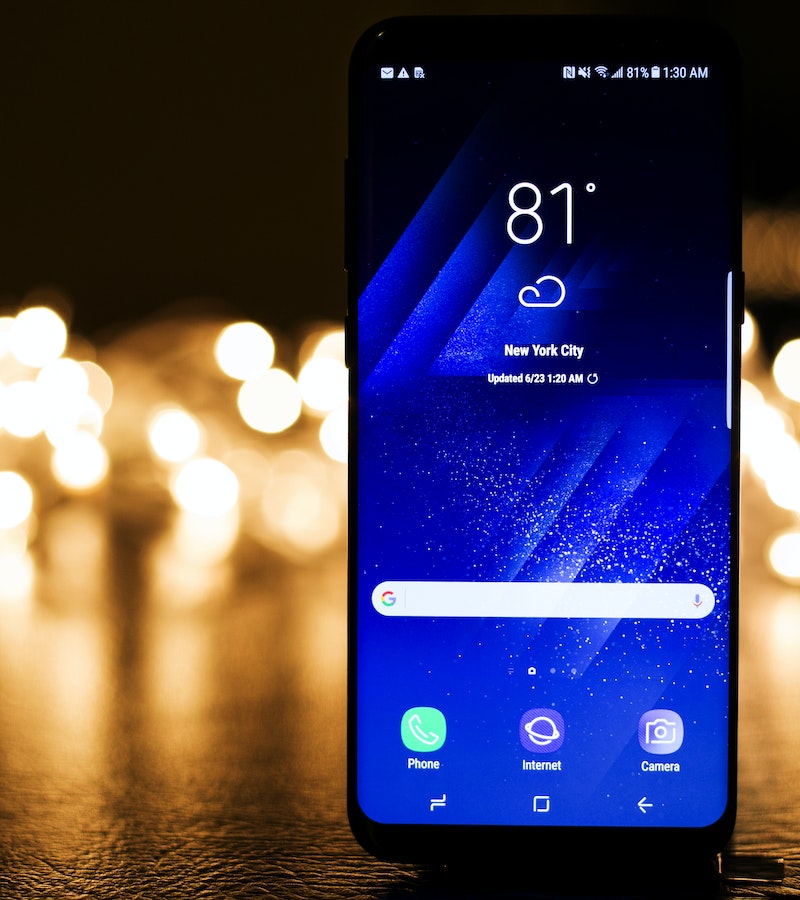 81% 1:30 AM
81°
New York City
Updated 6/23 1:20 AM
G
Phone
Internet
Camera